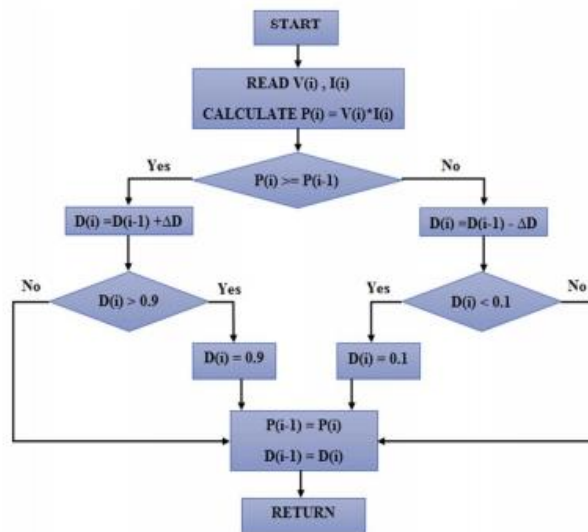 START
READ V(i) , I(i)
CALCULATE P(i) = V(i)*I(i)
Yes
No
P(i) >= P(i-1)
D(i) =D(i-1) +ΔD
D(i) =D(i-1) - ΔD
No
D(i) > 0.9
Yes
Yes
D(i) < 0.1
No
D(i) = 0.9
D(i) = 0.1
P(i-1) = P(i)
D(i-1) = D(i)
RETURN